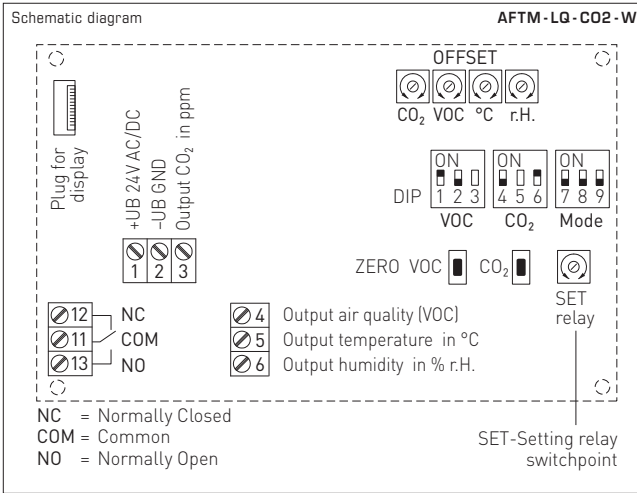 Schematic diagram
AFTM-LQ-CO2-W
OFFSET
CO₂ VOC °C r.H.
Plug for
display
+UB 24V AC/DC
–UB GND
Output CO₂ in ppm
1 2 3
DIP
ON ON ON
1 2 3 4 5 6 7 8 9
VOC CO₂ Mode
ZERO VOC CO₂
SET
relay
12 NC
11 COM
13 NO
4 Output air quality (VOC)
5 Output temperature in °C
6 Output humidity in % r.H.
NC = Normally Closed
COM = Common
NO = Normally Open
SET-Setting relay
switchpoint